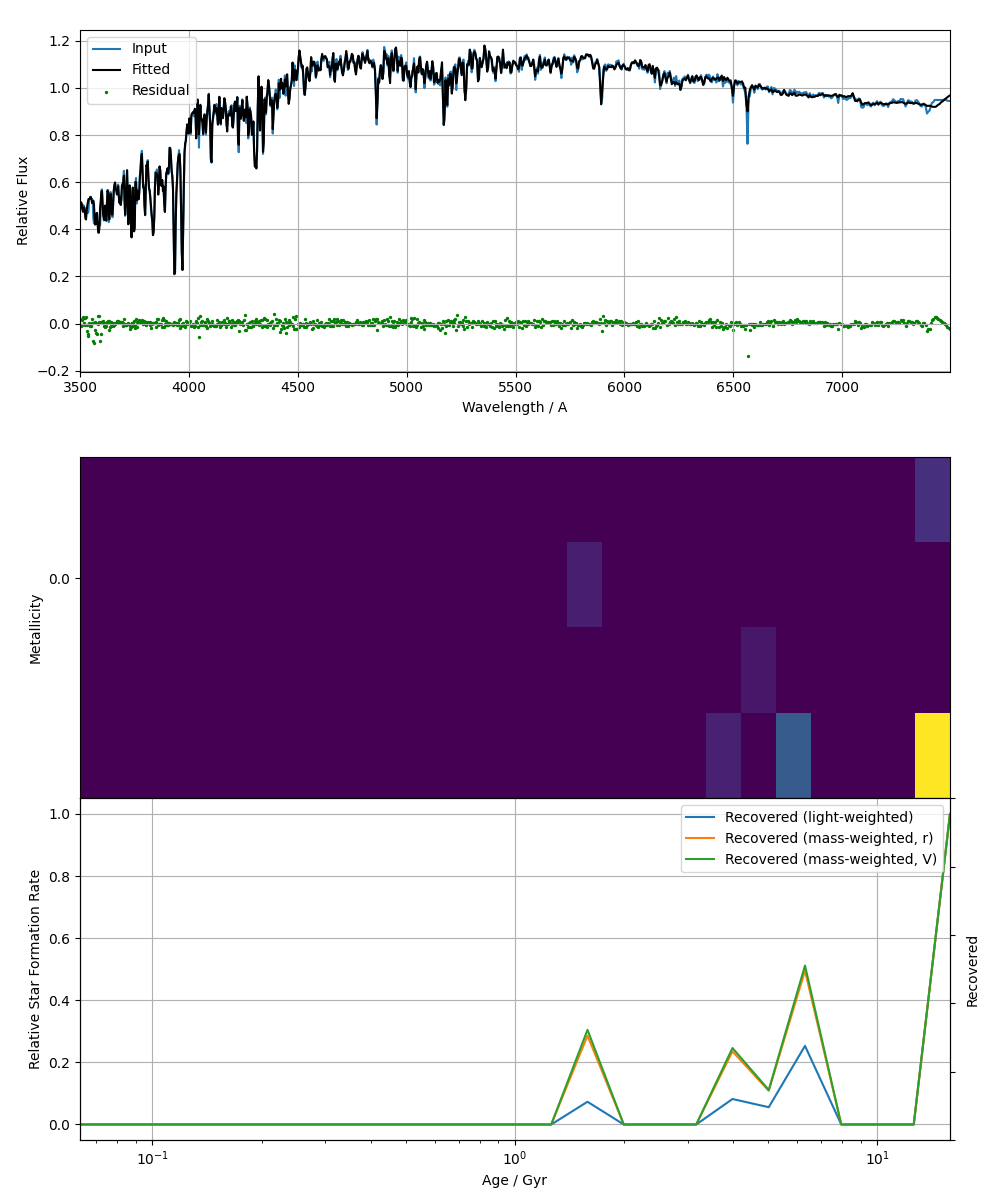 1.2
1.0
0.8
0.6
0.4
0.2
0.0
−0.2
Relative Flux
Input
Fitted
Residual
3500 4000 4500 5000 5500 6000 6500 7000
Wavelength / A
0.0
Metallicity
1.0
0.8
0.6
0.4
0.2
0.0
Relative Star Formation Rate
Recovered (light-weighted)
Recovered (mass-weighted, r)
Recovered (mass-weighted, V)
Recovered
10⁻¹ 10⁰ 10¹
Age / Gyr